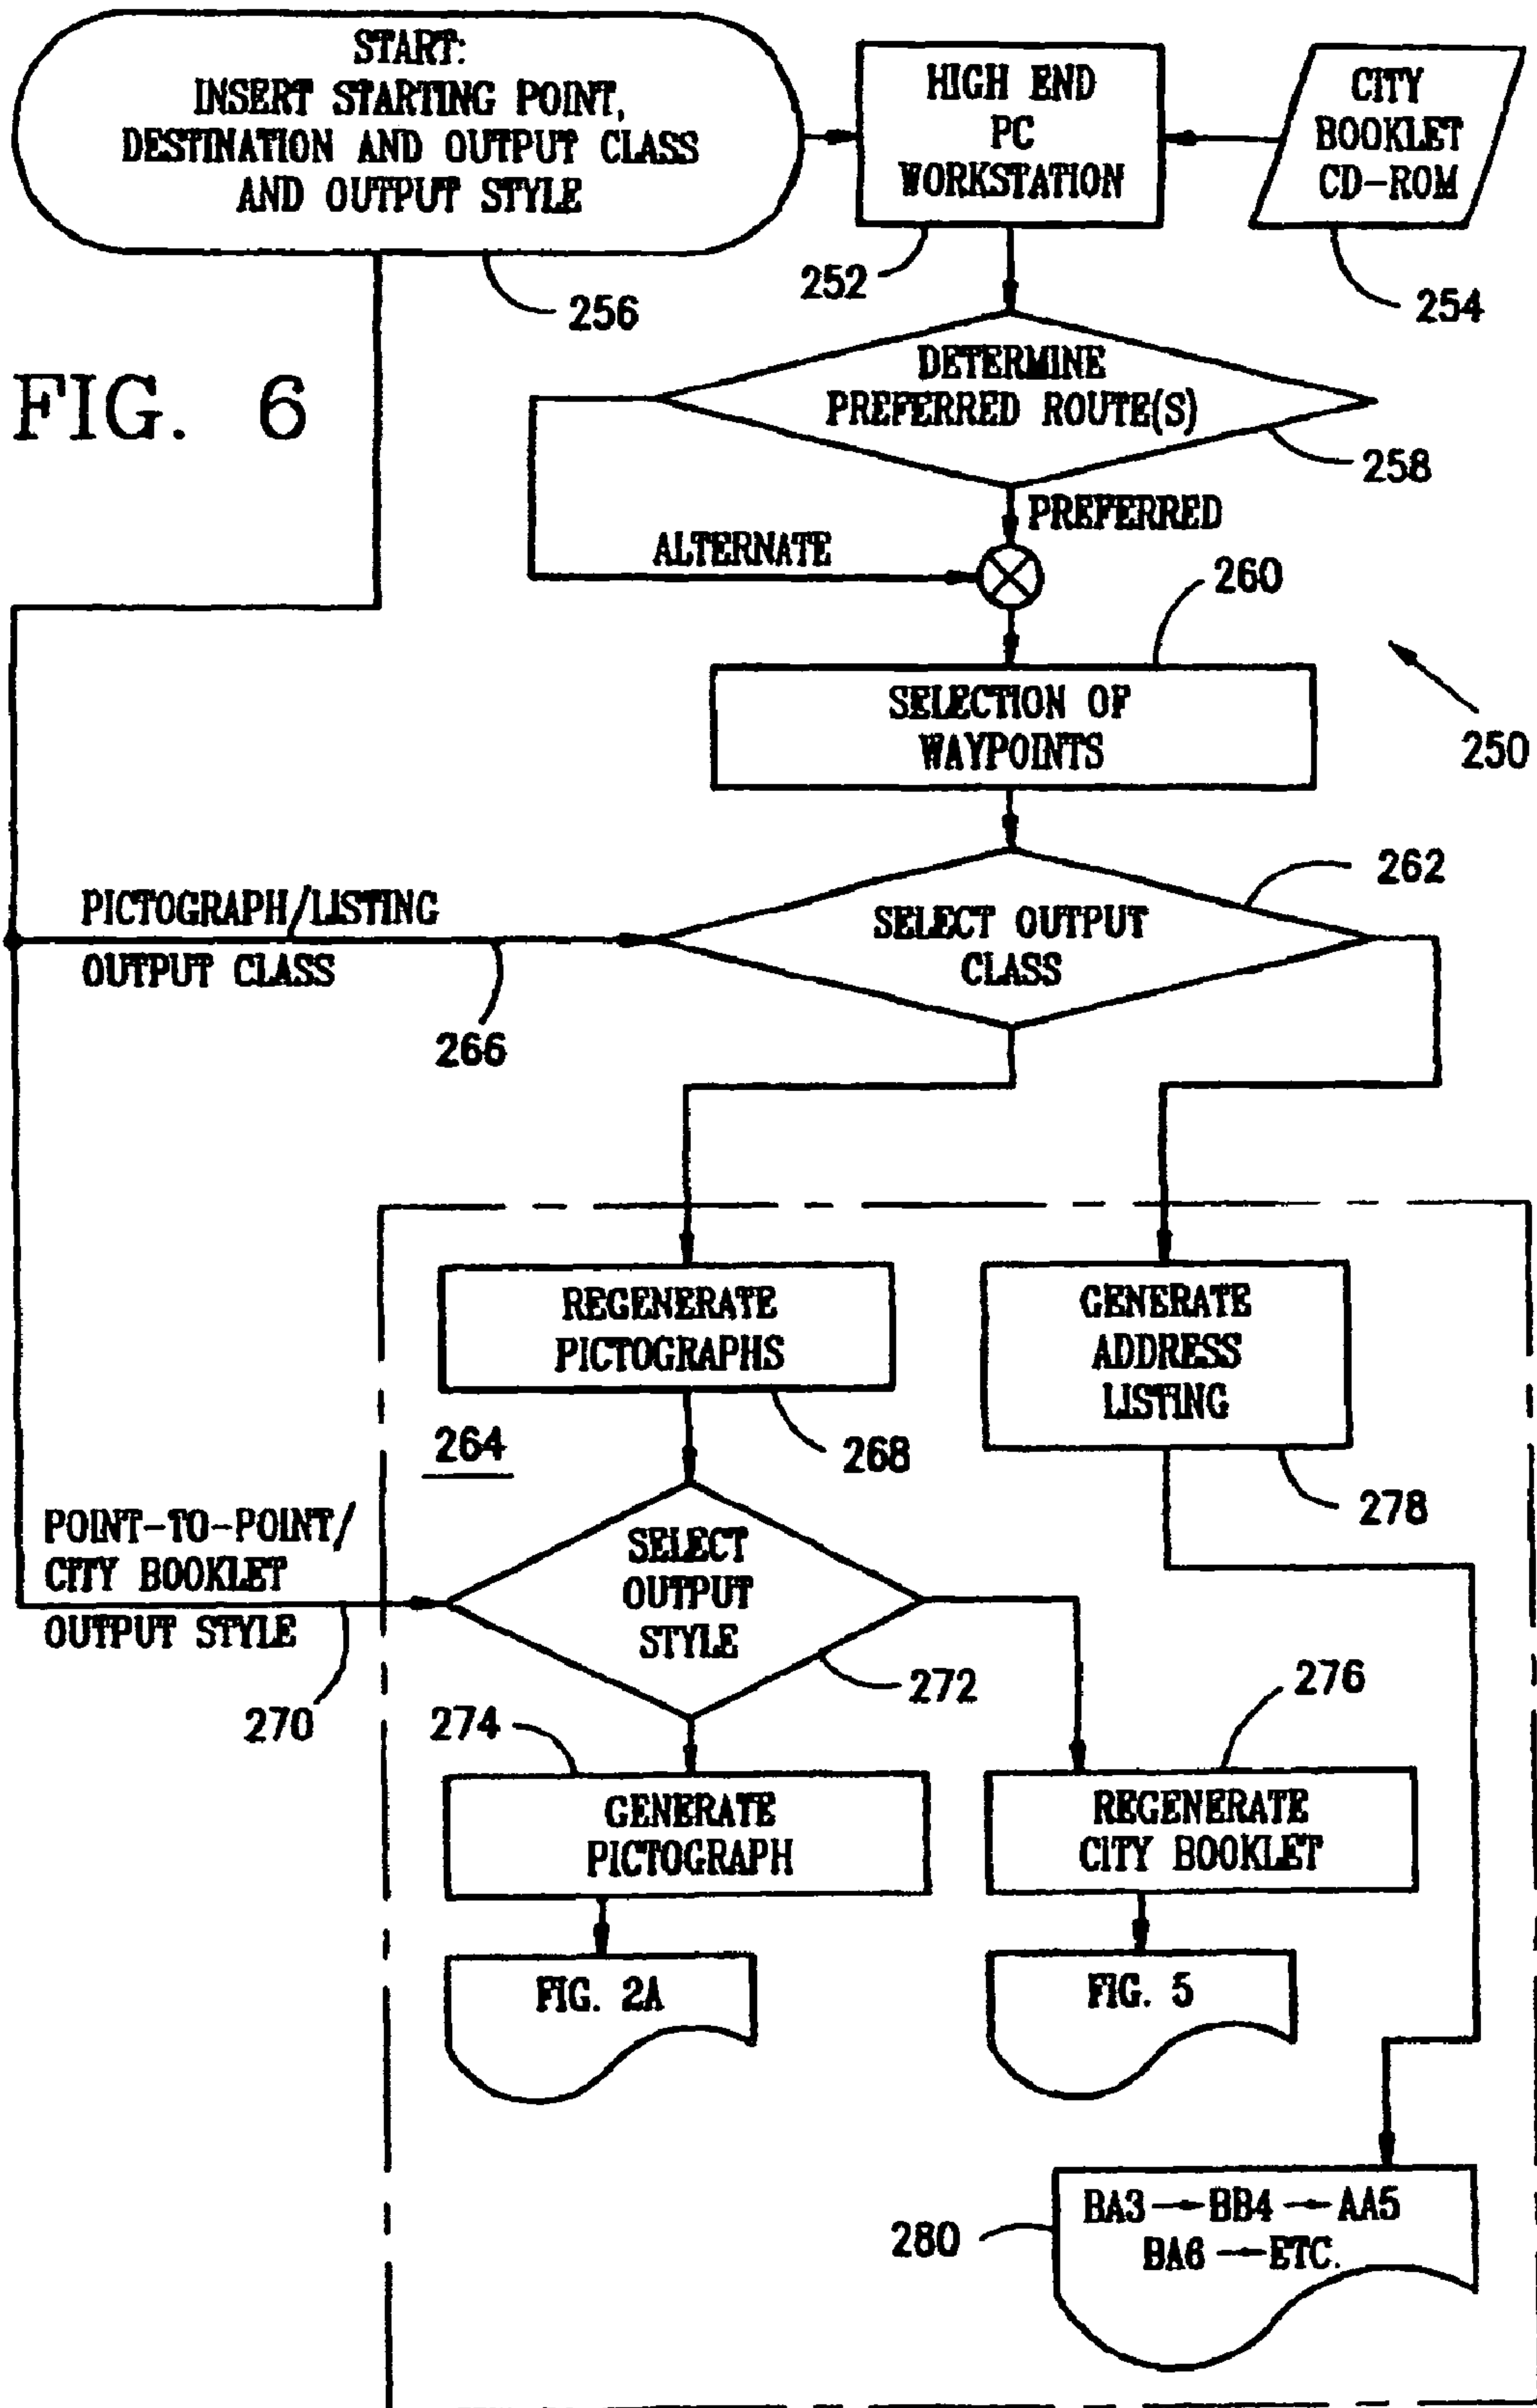 START:
INSERT STARTING POINT,
DESTINATION AND OUTPUT CLASS
AND OUTPUT STYLE
HIGH END
PC
WORKSTATION
CITY
BOOKLET
CD-ROM
252
254
256
FIG. 6
DETERMINE
PREFERRED ROUTE(S)
258
PREFERRED
ALTERNATE
260
SELECTION OF
WAYPOINTS
250
262
PICTOGRAPH/LISTING
OUTPUT CLASS
266
SELECT OUTPUT
CLASS
REGENERATE
PICTOGRAPHS
268
GENERATE
ADDRESS
LISTING
278
264
POINT-TO-POINT/
CITY BOOKLET
OUTPUT STYLE
270
SELECT
OUTPUT
STYLE
272
274
276
GENERATE
PICTOGRAPH
REGENERATE
CITY BOOKLET
FIG. 2A
FIG. 5
280
BA3→BB4→AA5
BA6 →ETC.